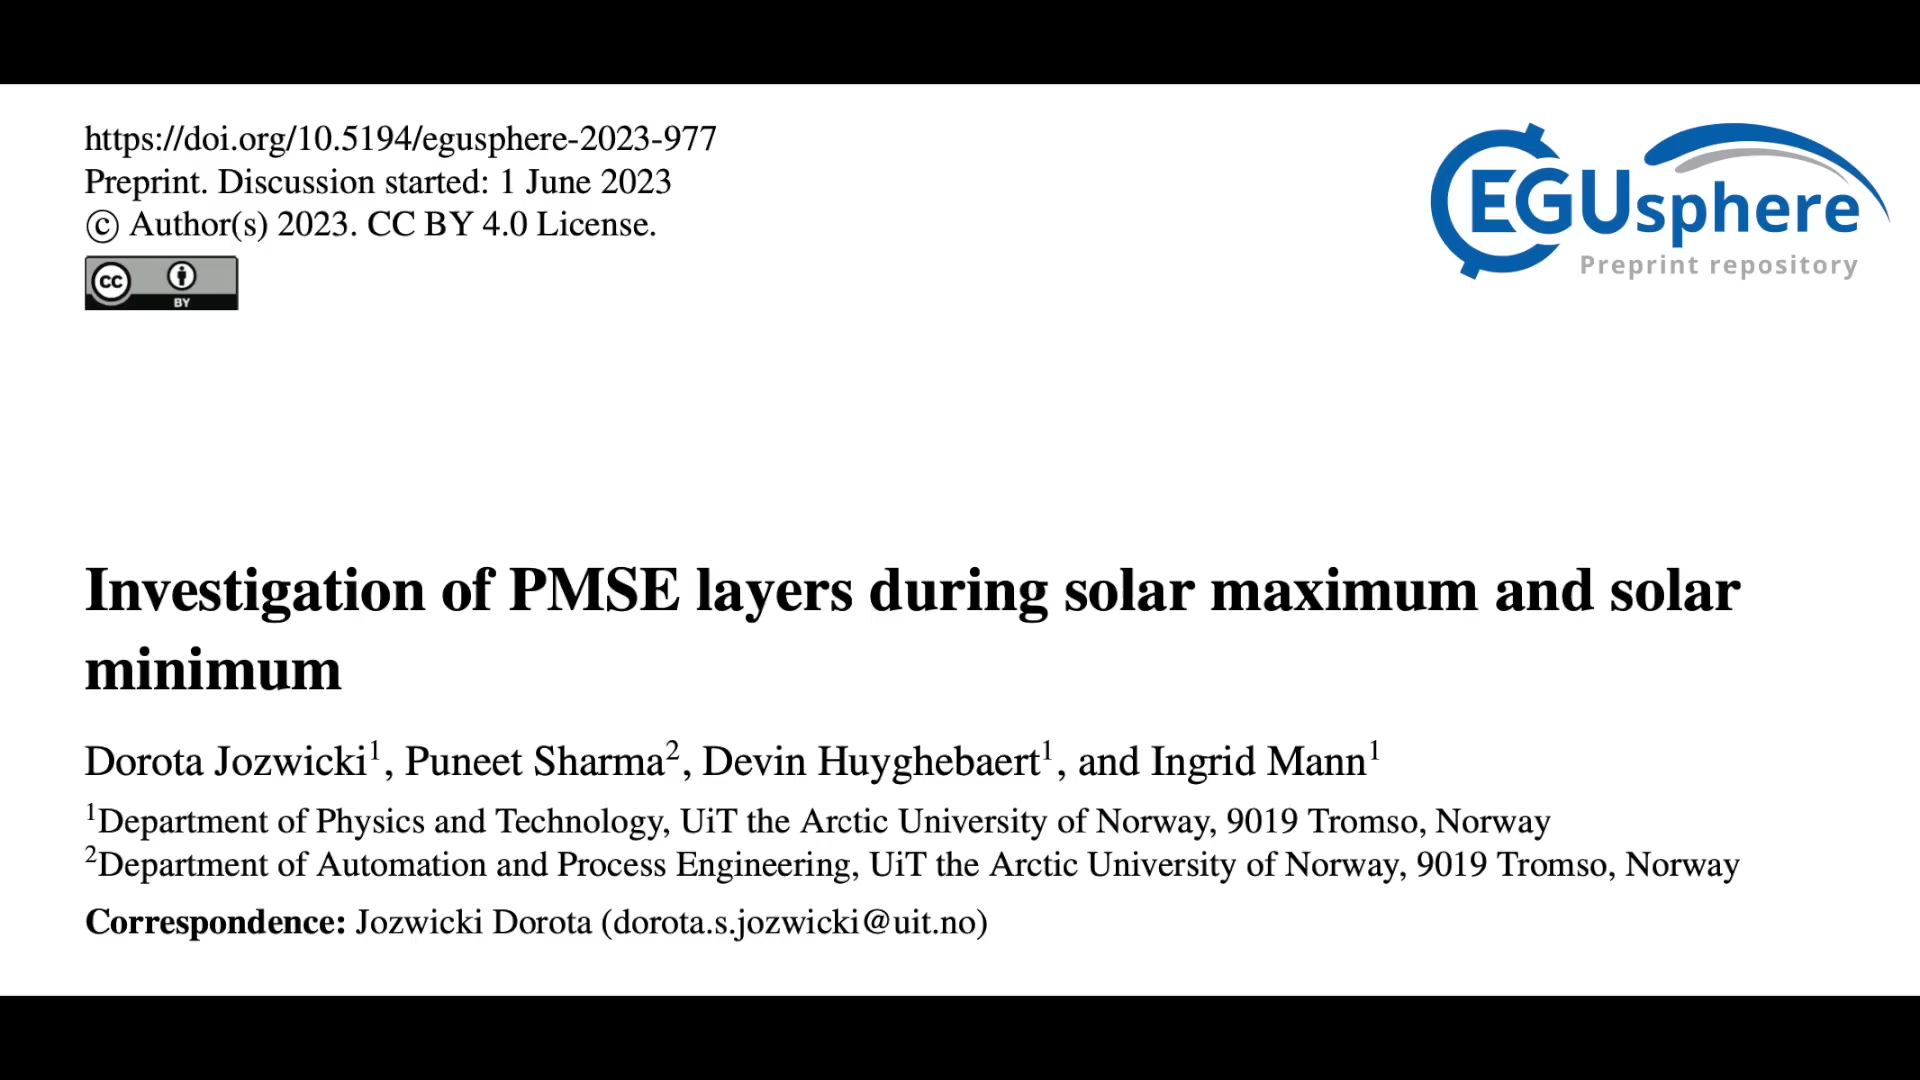 https://doi.org/10.5194/egusphere-2023-977
Preprint. Discussion started: 1 June 2023
© Author(s) 2023. CC BY 4.0 License.
cc
BY
EGUsphere
Preprint repository
Investigation of PMSE layers during solar maximum and solar
minimum
Dorota Jozwicki¹, Puneet Sharma², Devin Huyghebaert¹, and Ingrid Mann¹
¹Department of Physics and Technology, UiT the Arctic University of Norway, 9019 Tromso, Norway
²Department of Automation and Process Engineering, UiT the Arctic University of Norway, 9019 Tromso, Norway
Correspondence: Jozwicki Dorota (dorota.s.jozwicki@uit.no)